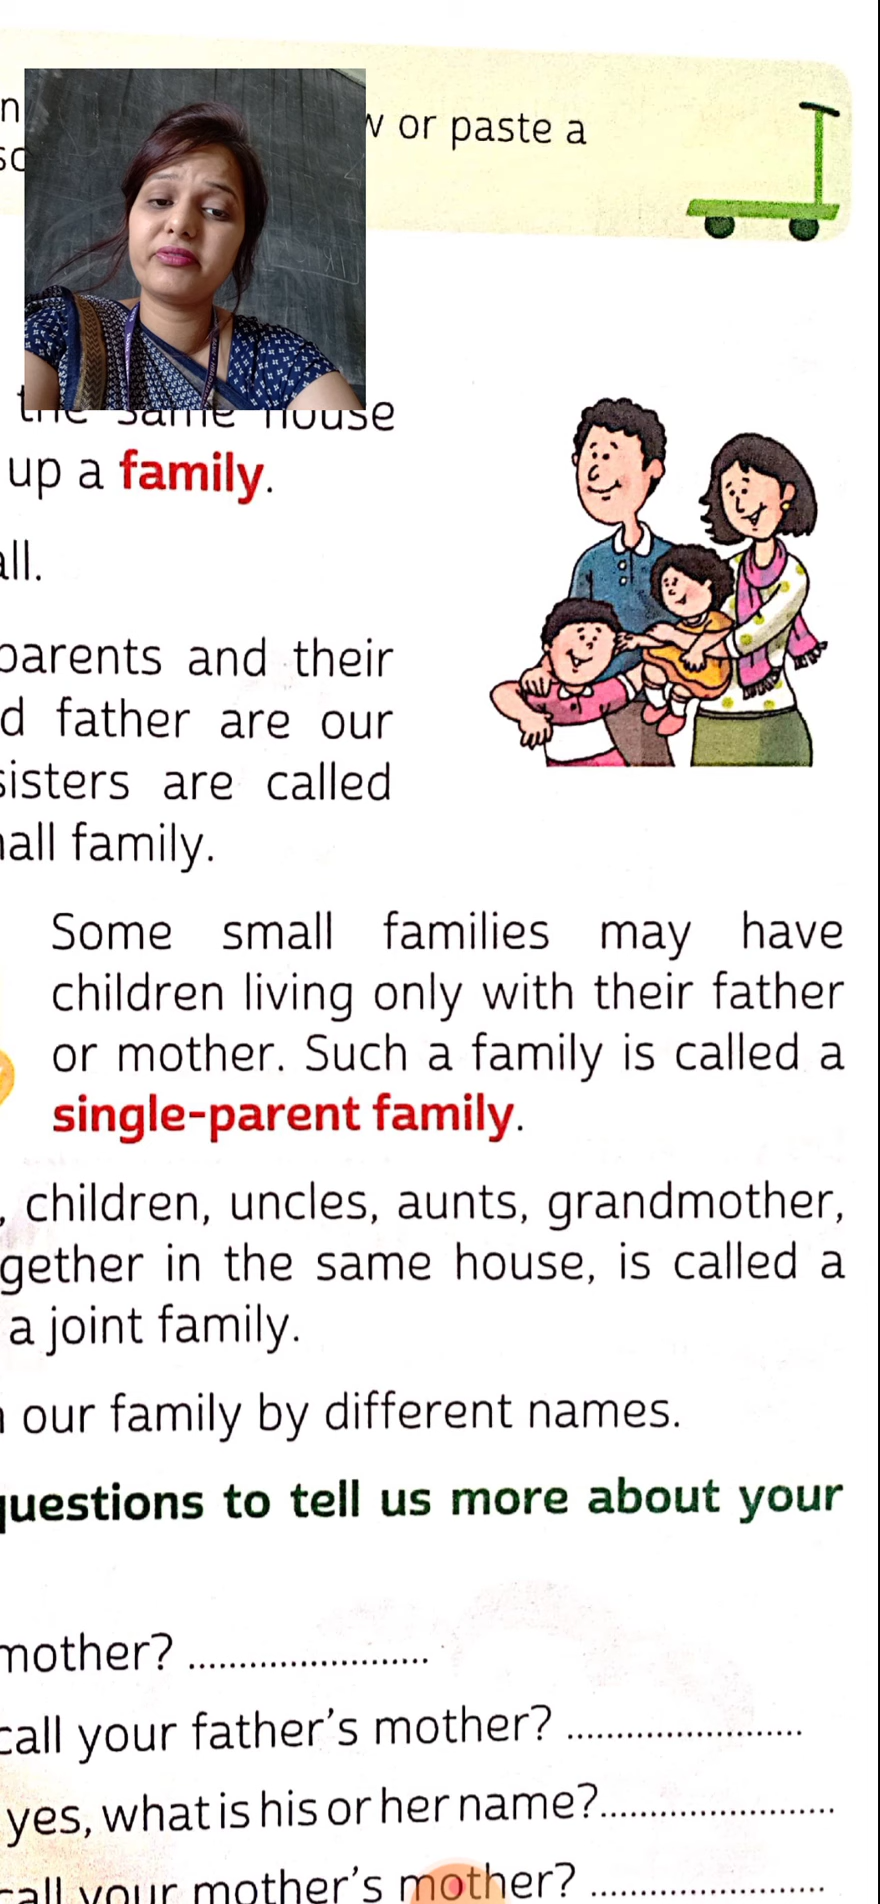 or paste a
the same house
up a family.
parents and their
father are our
sisters are called
family.
Some small families may have
children living only with their father
or mother. Such a family is called a
single-parent family.
, children, uncles, aunts, grandmother,
in the same house, is called a
a joint family.
our family by different names.
questions to tell us more about your
mother? ........................
call your father's mother? ........................
yes, what is his or her name?........................
call your mother's mother? ........................